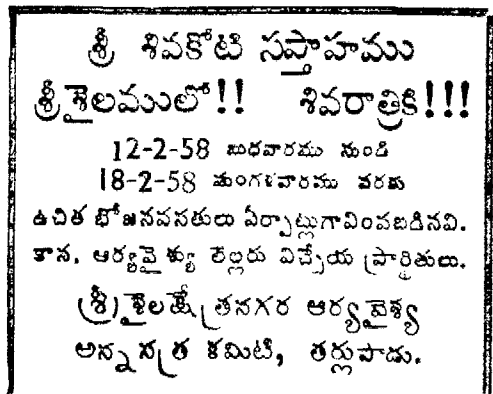 శ్రీ శివకోటి సప్తాహము
శ్రీశైలములో!! శివరాత్రికి!!!
12-2-58 బుధవారము నుండి
18-2-58 మంగళవారము వరకు
ఉచిత భోజనవసతులు ఏర్పాట్లుగావింపబడినవి.
కాన, ఆర్యవైశ్యు లెల్లరు విచ్చేయ ప్రార్థితులు.
(శ్రీ)శైలక్షేత్రనగర ఆర్యవైశ్య
అన్నసత్ర కమిటి, తర్లుపాడు.